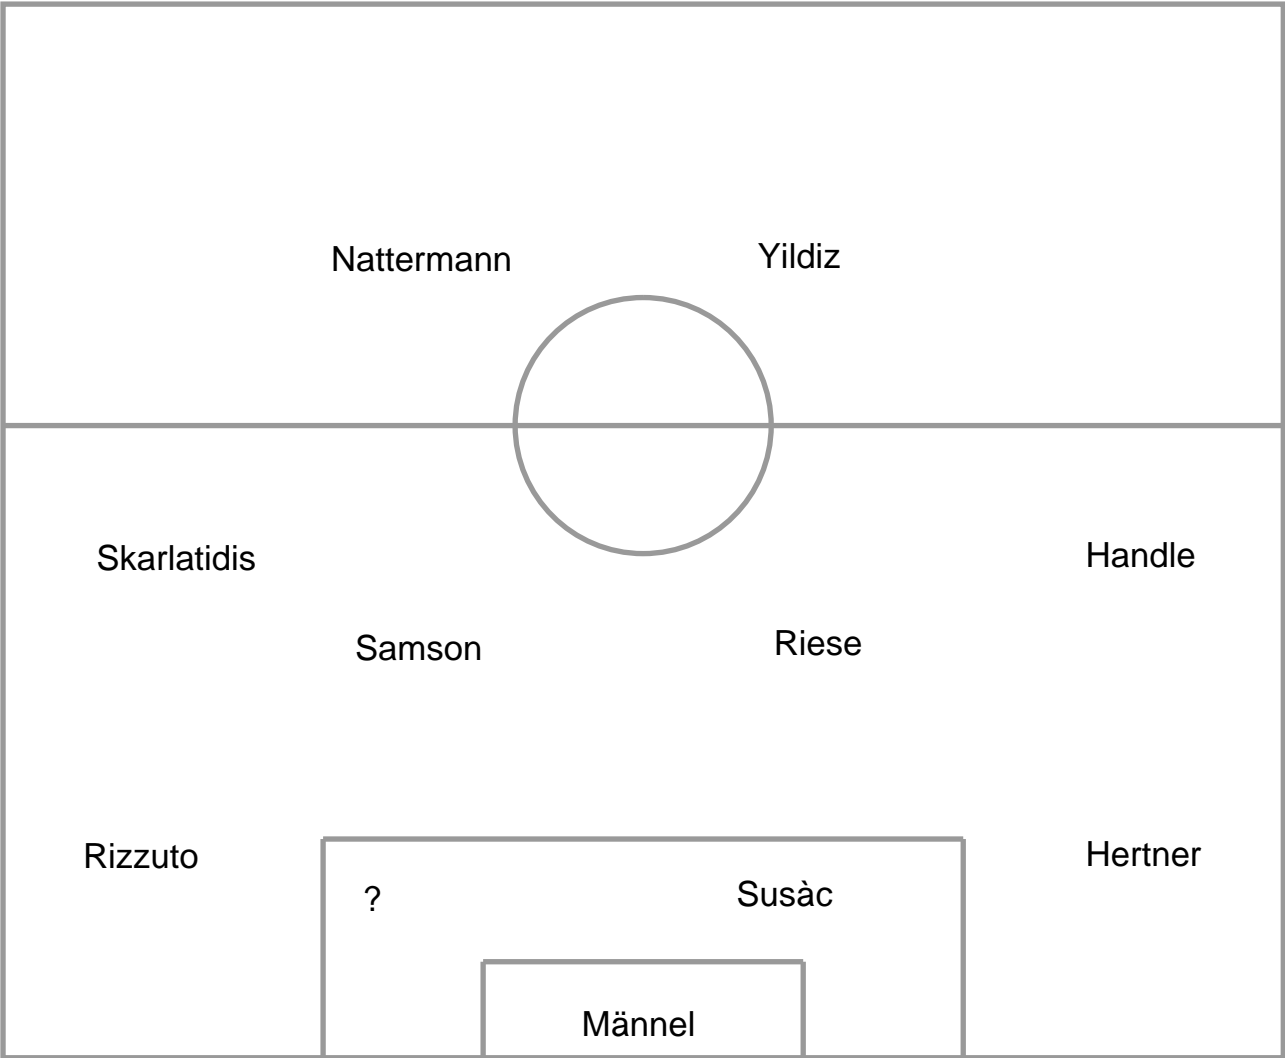 Nattermann
Yildiz
Skarlatidis
Handle
Samson
Riese
Rizzuto
Hertner
?
Susàc
Männel